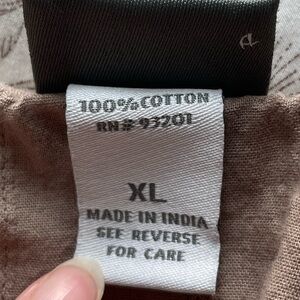 100% COTTON
RN# 93201
XL
MADE IN INDIA
SEE REVERSE
FOR CARE